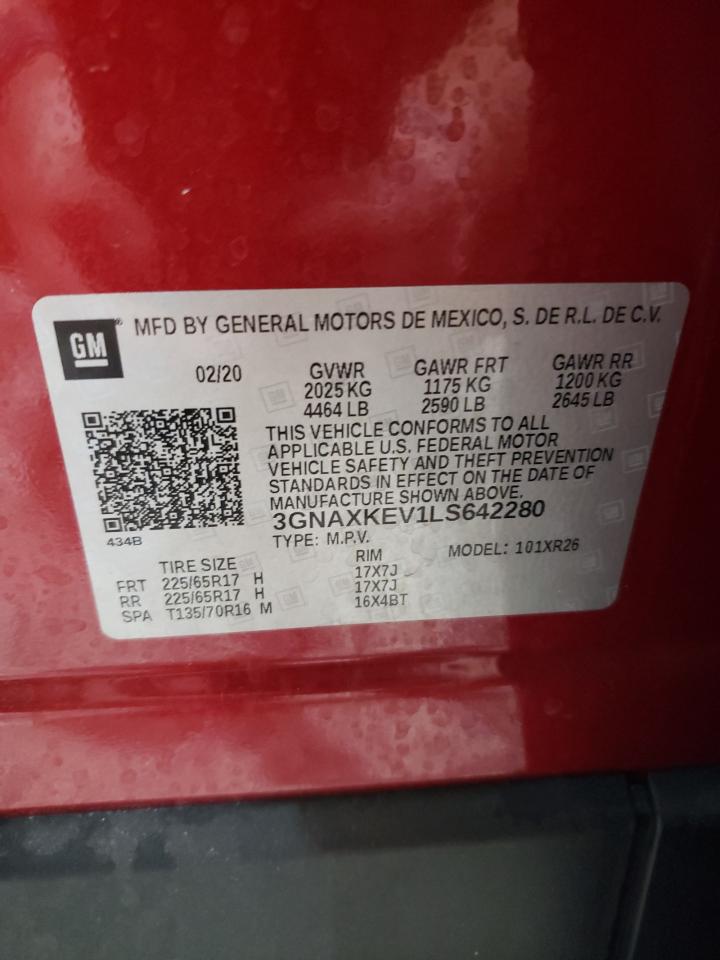 GM ® MFD BY GENERAL MOTORS DE MEXICO, S. DE R.L. DE C.V.
02/20 GVWR GAWR FRT GAWR RR
2025 KG 1175 KG 1200 KG
4464 LB 2590 LB 2645 LB
THIS VEHICLE CONFORMS TO ALL
APPLICABLE U.S. FEDERAL MOTOR
VEHICLE SAFETY AND THEFT PREVENTION
STANDARDS IN EFFECT ON THE DATE OF
MANUFACTURE SHOWN ABOVE.
3GNAXKEV1LS642280
434B
TYPE: M.P.V. MODEL: 101XR26
TIRE SIZE RIM
FRT 225/65R17 H 17X7J
RR 225/65R17 H 17X7J
SPA T135/70R16 M 16X4BT